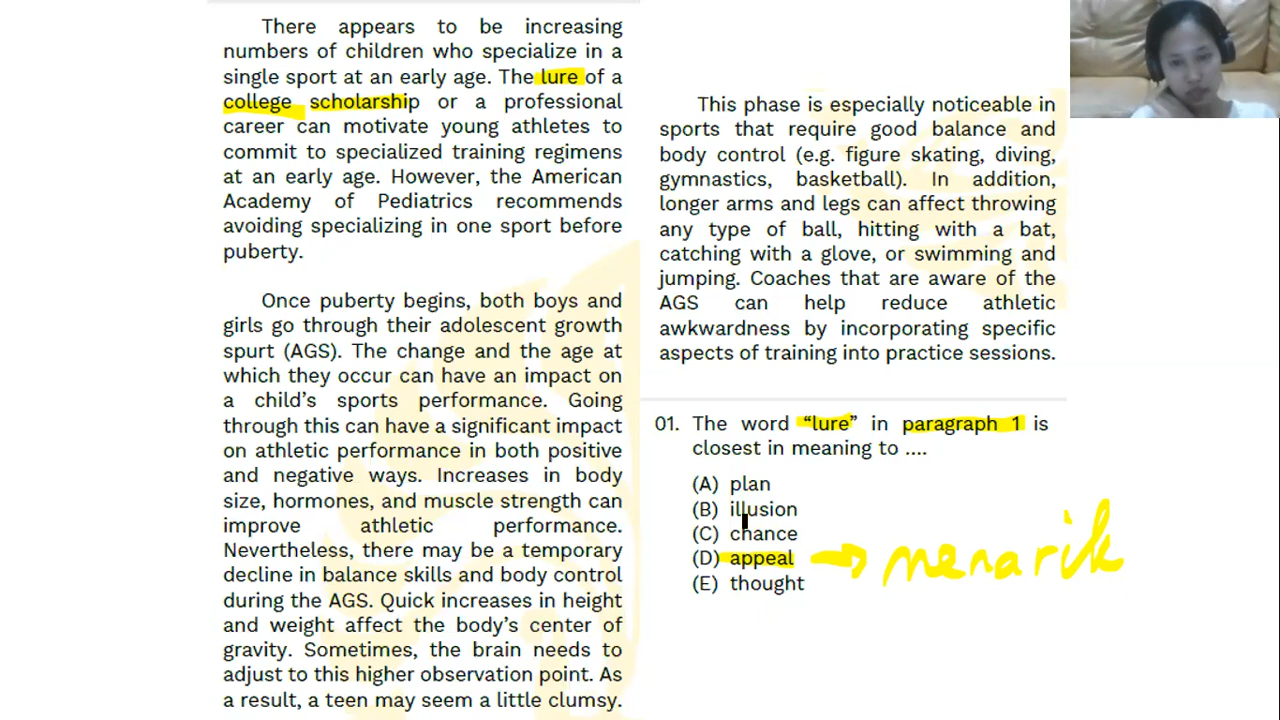 There appears to be increasing
numbers of children who specialize in a
single sport at an early age. The lure of a
college scholarship or a professional
career can motivate young athletes to
commit to specialized training regimens
at an early age. However, the American
Academy of Pediatrics recommends
avoiding specializing in one sport before
puberty.
Once puberty begins, both boys and
girls go through their adolescent growth
spurt (AGS). The change and the age at
which they occur can have an impact on
a child's sports performance. Going
through this can have a significant impact
on athletic performance in both positive
and negative ways. Increases in body
size, hormones, and muscle strength can
improve athletic performance.
Nevertheless, there may be a temporary
decline in balance skills and body control
during the AGS. Quick increases in height
and weight affect the body's center of
gravity. Sometimes, the brain needs to
adjust to this higher observation point. As
a result, a teen may seem a little clumsy.
This phase is especially noticeable in
sports that require good balance and
body control (e.g. figure skating, diving,
gymnastics, basketball). In addition,
longer arms and legs can affect throwing
any type of ball, hitting with a bat,
catching with a glove, or swimming and
jumping. Coaches that are aware of the
AGS can help reduce athletic
awkwardness by incorporating specific
aspects of training into practice sessions.
01. The word “lure” in paragraph 1 is
closest in meaning to ....
(A) plan
(B) illusion
(C) chance
(D) appeal → menarik
(E) thought